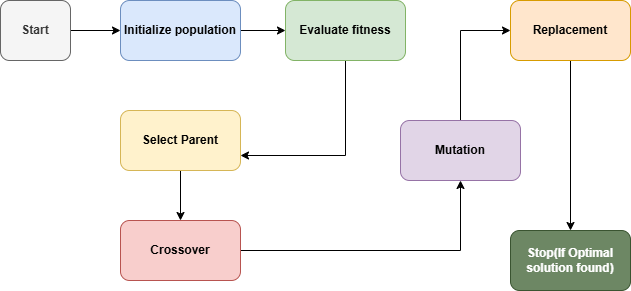 Start
Initialize population
Evaluate fitness
Replacement
Select Parent
Mutation
Crossover
Stop(If Optimal
solution found)